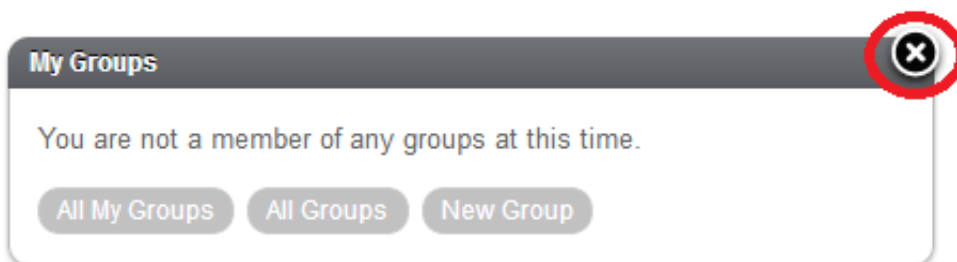 My Groups
You are not a member of any groups at this time.
All My Groups All Groups New Group